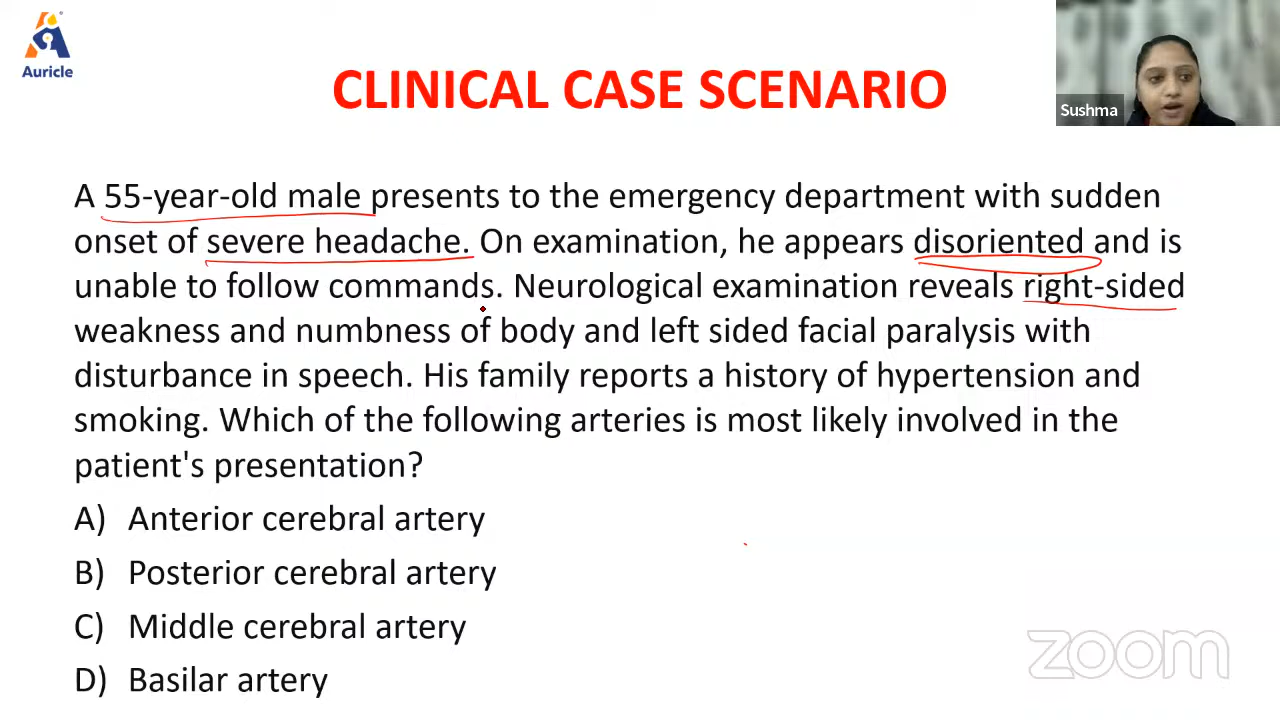 Auricle
CLINICAL CASE SCENARIO
Sushma
A 55-year-old male presents to the emergency department with sudden
onset of severe headache. On examination, he appears disoriented and is
unable to follow commands. Neurological examination reveals right-sided
weakness and numbness of body and left sided facial paralysis with
disturbance in speech. His family reports a history of hypertension and
smoking. Which of the following arteries is most likely involved in the
patient's presentation?
A) Anterior cerebral artery
B) Posterior cerebral artery
C) Middle cerebral artery
D) Basilar artery
zoom